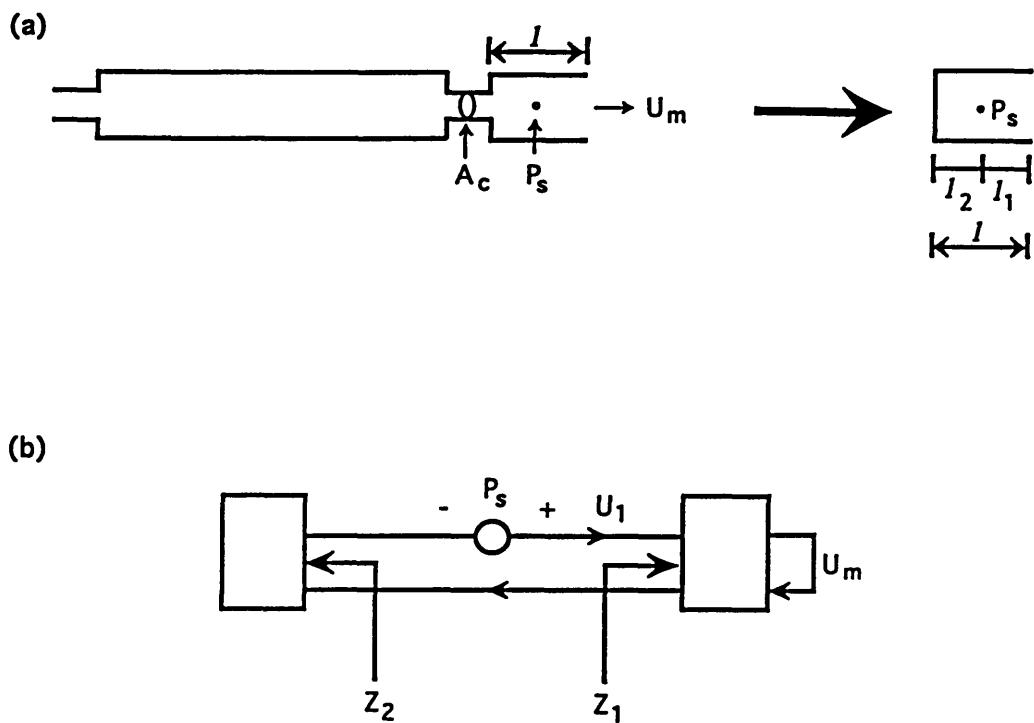 (a)
l
U_m
A_c
P_s
P_s
l_2 l_1
l
(b)
- P_s + U_1
U_m
Z_2
Z_1